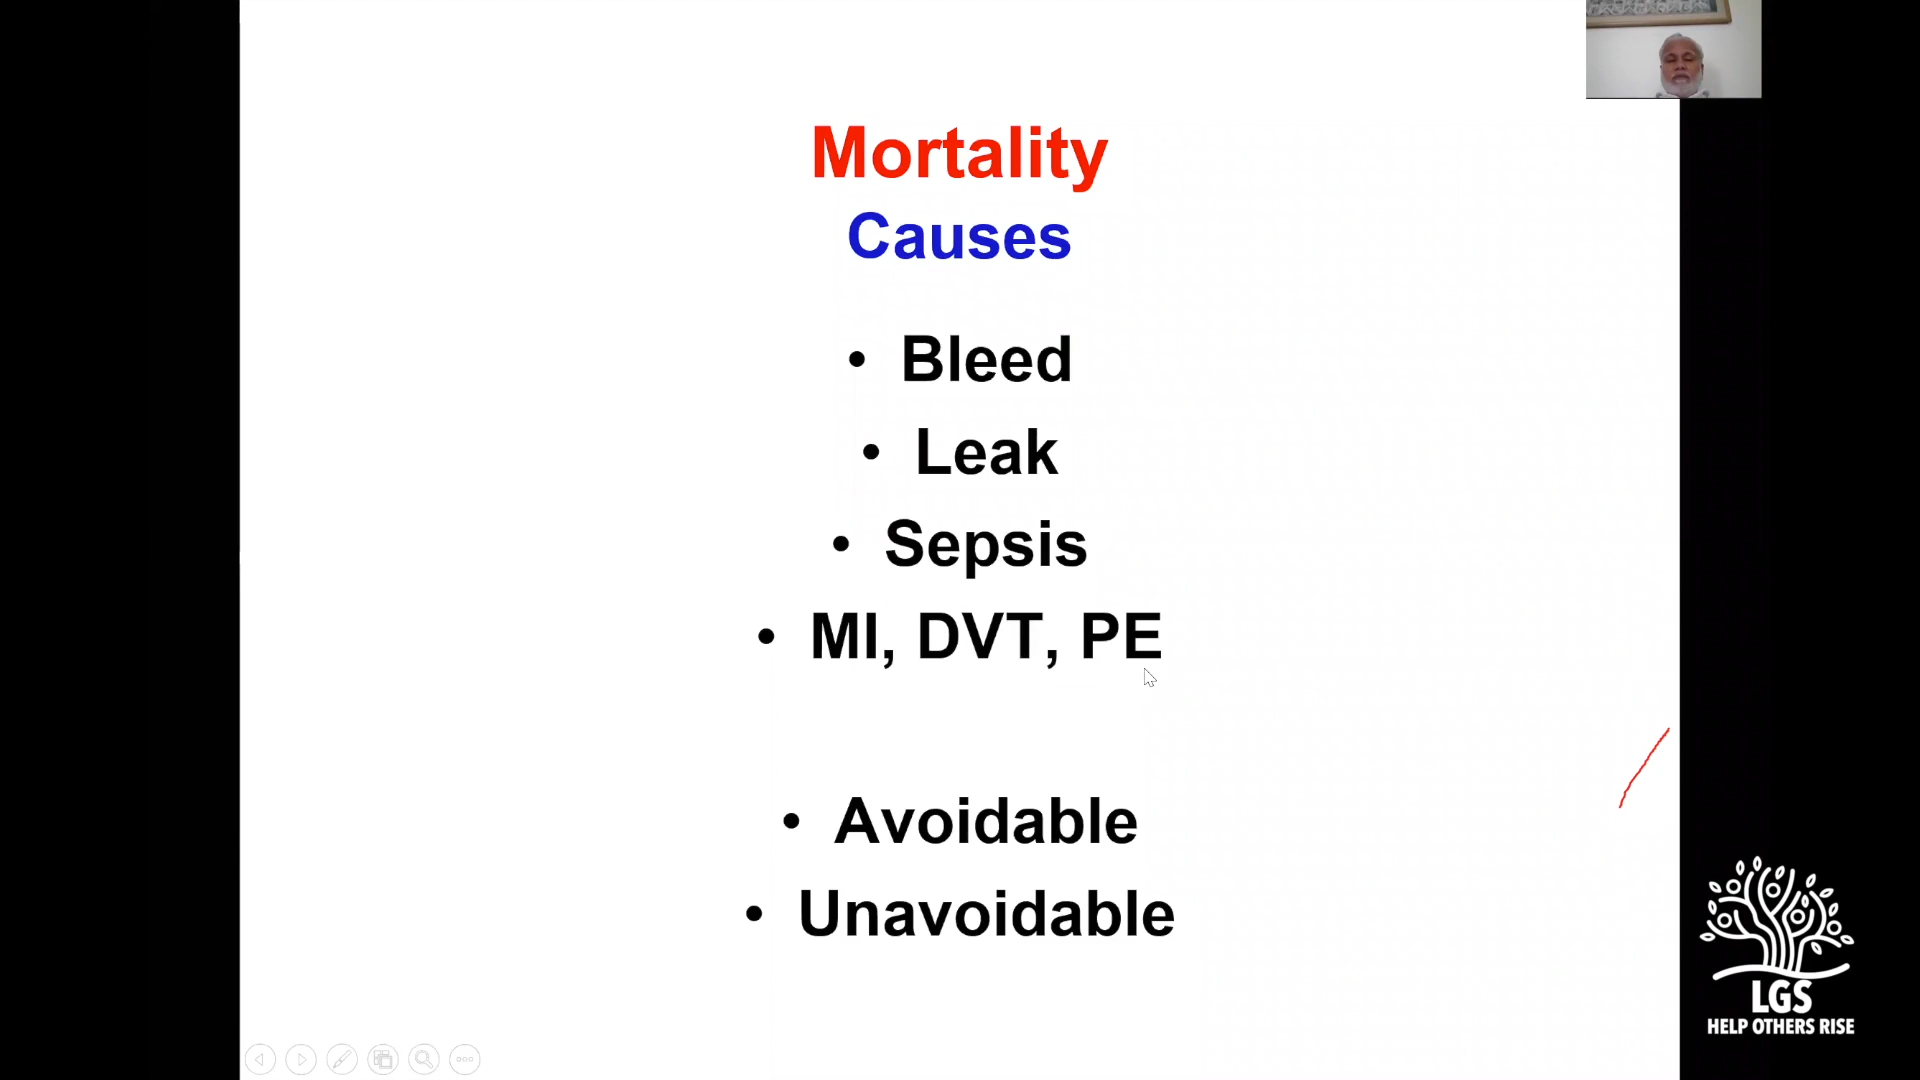 Mortality
Causes
• Bleed
• Leak
• Sepsis
• MI, DVT, PE
• Avoidable
• Unavoidable
LGS
HELP OTHERS RISE